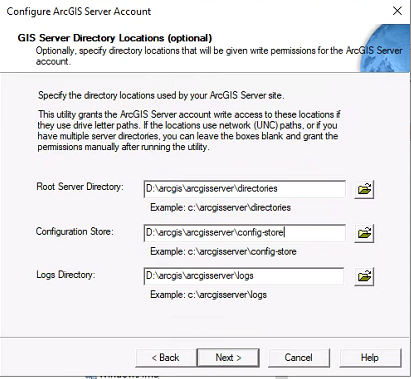 Configure ArcGIS Server Account
GIS Server Directory Locations (optional)
Optionally, specify directory locations that will be given write permissions for the ArcGIS Server
account.
Specify the directory locations used by your ArcGIS Server site.
This utility grants the ArcGIS Server account write access to these locations if
they use drive letter paths. If the locations use network (UNC) paths, or if you
have multiple server directories, you can leave the boxes blank and grant the
permissions manually after running the utility.
Root Server Directory: D:\arcgis\arcgisserver\directories
Example: c:\arcgisserver\directories
Configuration Store: D:\arcgis\arcgisserver\config-store
Example: c:\arcgisserver\config-store
Logs Directory: D:\arcgis\arcgisserver\logs
Example: c:\arcgisserver\logs
< Back Next > Cancel Help